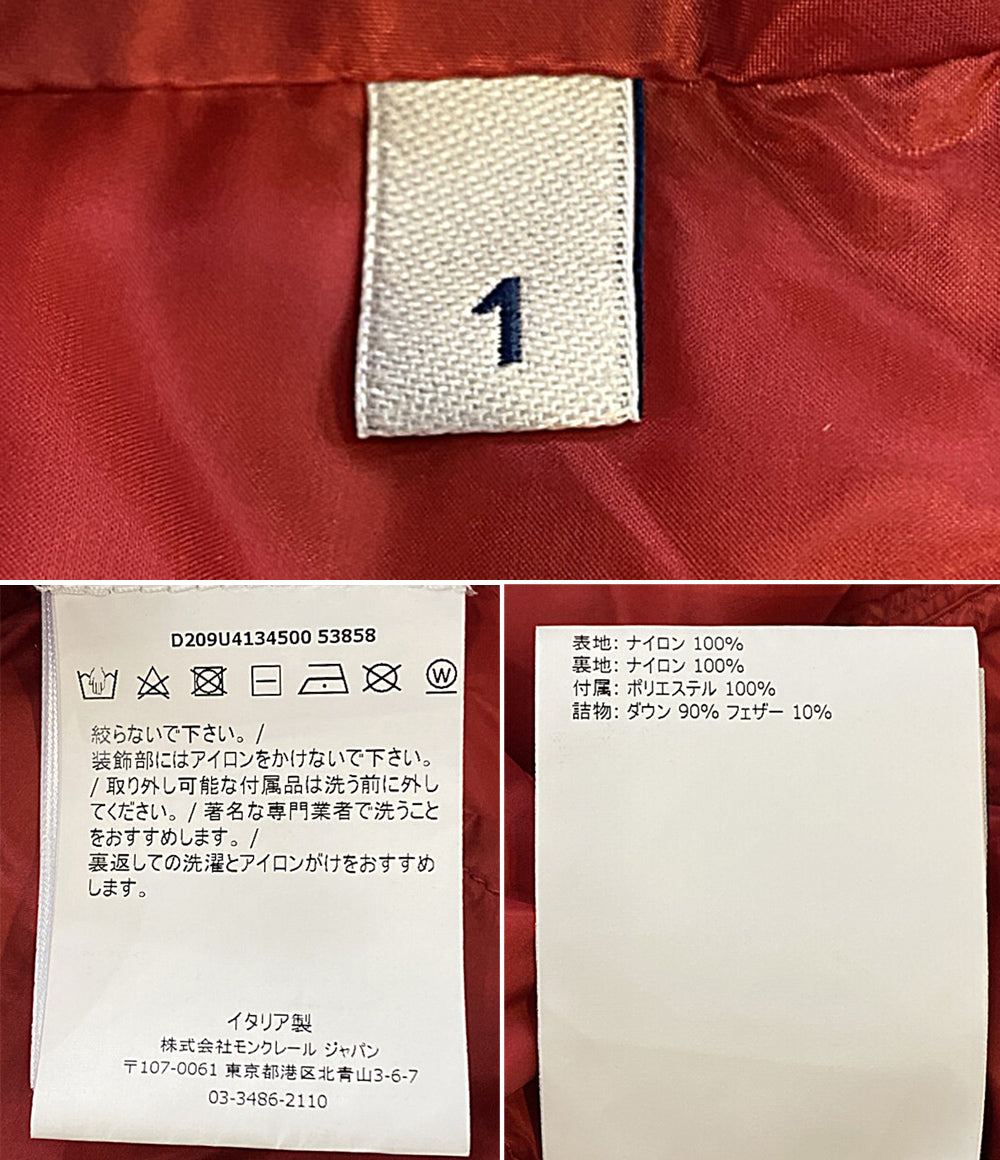 1
D209U4134500 53858
W
絞らないで下さい。/
装飾部にはアイロンをかけないで下さい。
/ 取り外し可能な付属品は洗う前に外し
てください。/ 著名な専門業者で洗うこと
をおすすめします。/
裏返しての洗濯とアイロンがけをおすすめ
します。
イタリア製
株式会社モンクレール ジャパン
〒107-0061 東京都港区北青山3-6-7
03-3486-2110
表地: ナイロン 100%
裏地: ナイロン 100%
付属: ポリエステル 100%
詰物: ダウン 90% フェザー 10%